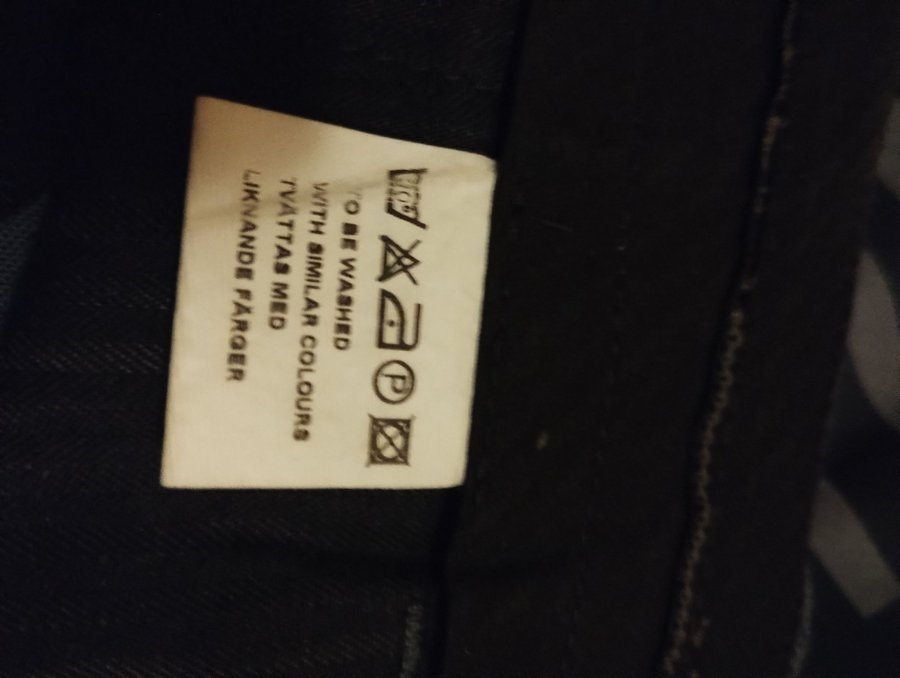 P
TO BE WASHED
WITH SIMILAR COLOURS
TVÄTTAS MED
LIKNANDE FÄRGER